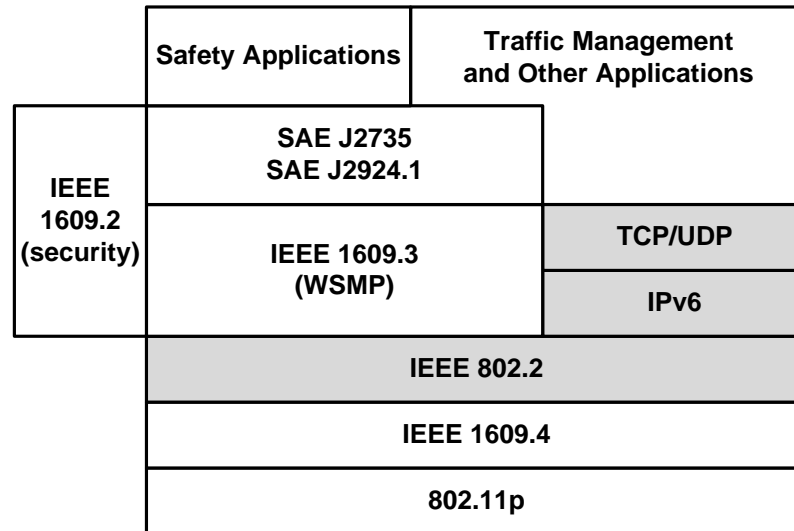 Safety Applications
Traffic Management
and Other Applications
SAE J2735
SAE J2924.1
IEEE
1609.2
(security)
IEEE 1609.3
(WSMP)
TCP/UDP
IPv6
IEEE 802.2
IEEE 1609.4
802.11p